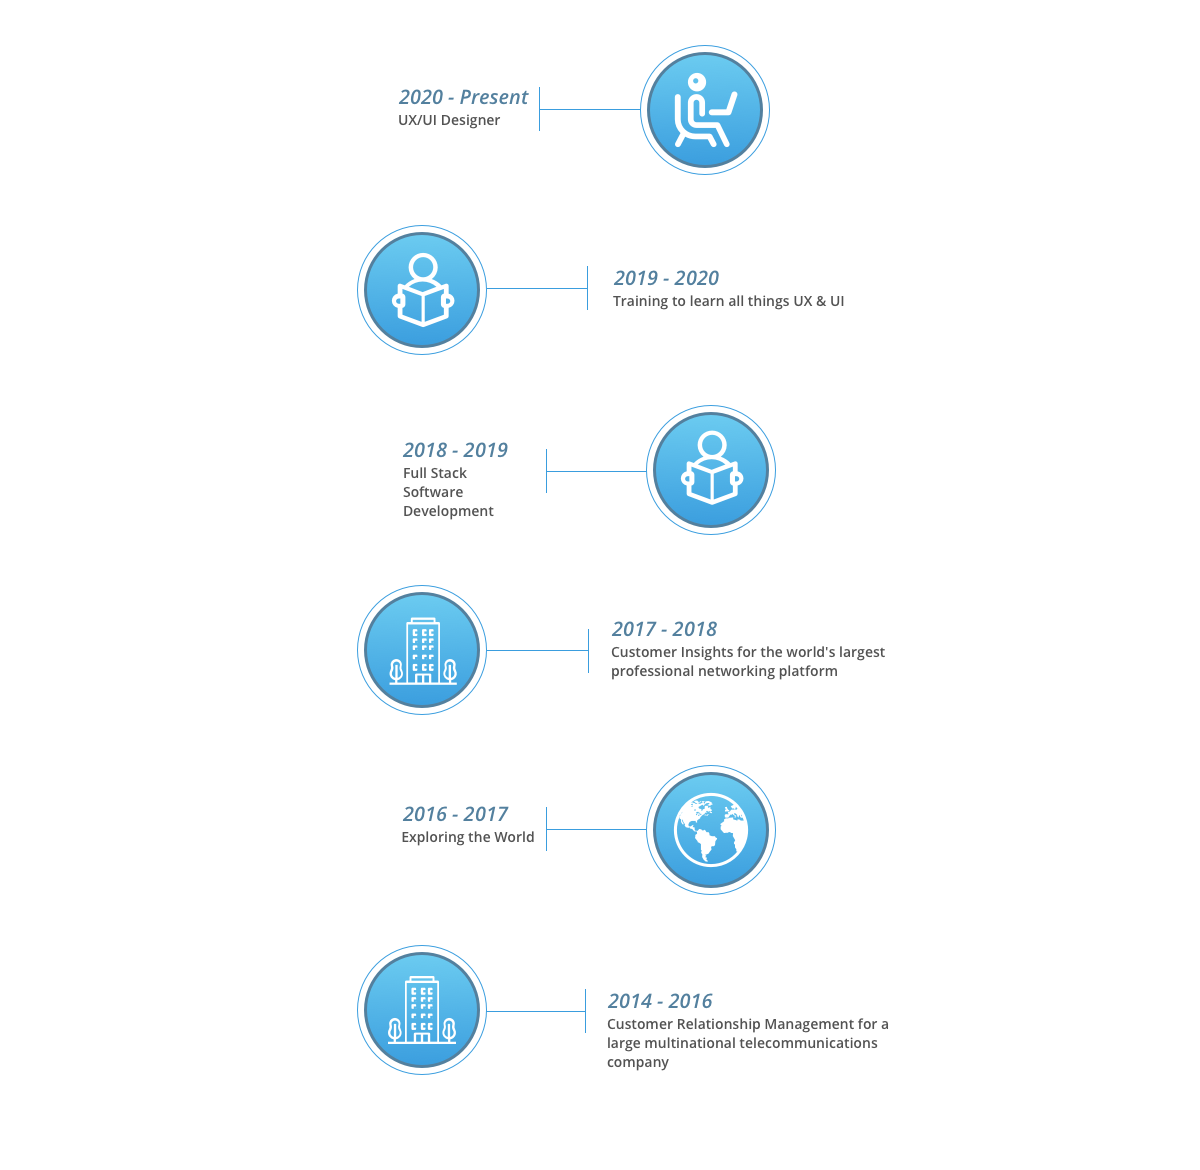 2020 - Present
UX/UI Designer
2019 - 2020
Training to learn all things UX & UI
2018 - 2019
Full Stack
Software
Development
2017 - 2018
Customer Insights for the world's largest
professional networking platform
2016 - 2017
Exploring the World
2014 - 2016
Customer Relationship Management for a
large multinational telecommunications
company